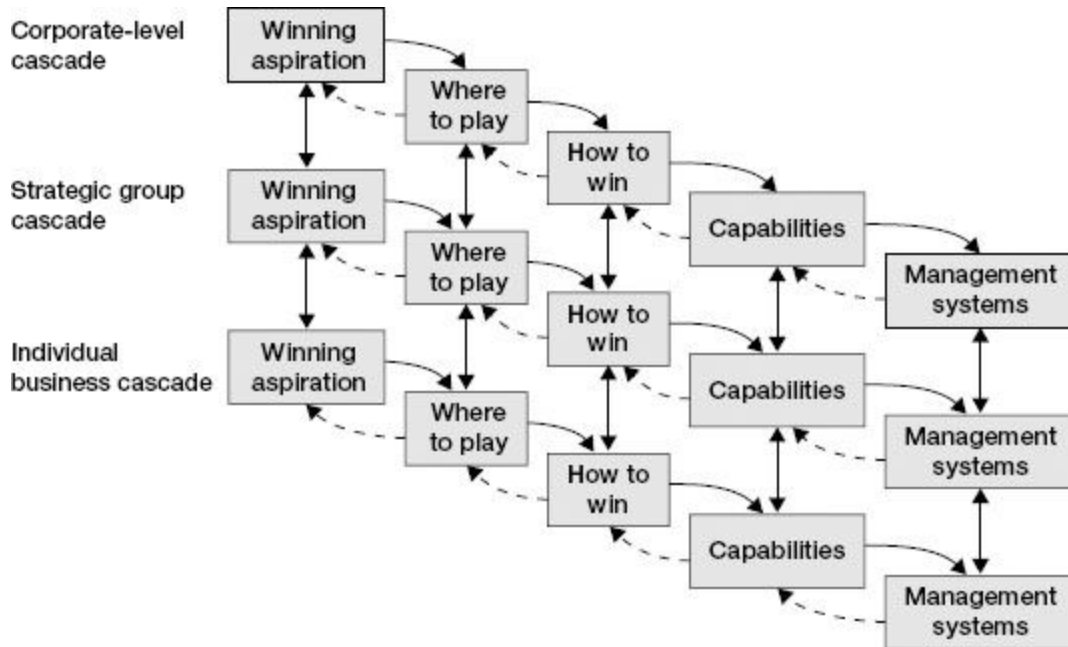 Corporate-level
cascade
Winning
aspiration
Where
to play
How to
win
Capabilities
Management
systems
Strategic group
cascade
Winning
aspiration
Where
to play
How to
win
Capabilities
Management
systems
Individual
business cascade
Winning
aspiration
Where
to play
How to
win
Capabilities
Management
systems